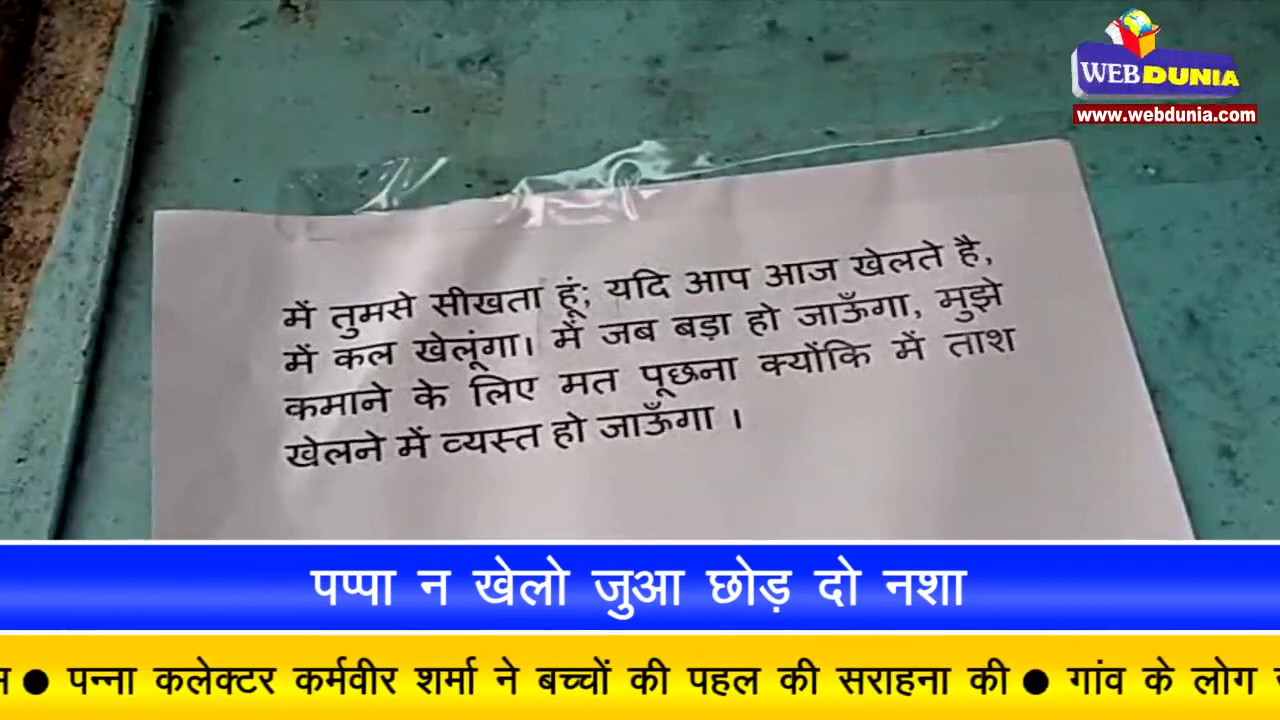 WEBDUNIA
www.webdunia.com
में तुमसे सीखता हूं; यदि आप आज खेलते है,
में कल खेलूंगा। में जब बड़ा हो जाऊँगा, मुझे
कमाने के लिए मत पूछना क्योंकि मैं ताश
खेलने में व्यस्त हो जाऊँगा ।
पप्पा न खेलो जुआ छोड़ दो नशा
● पन्ना कलेक्टर कर्मवीर शर्मा ने बच्चों की पहल की सराहना की ● गांव के लोग